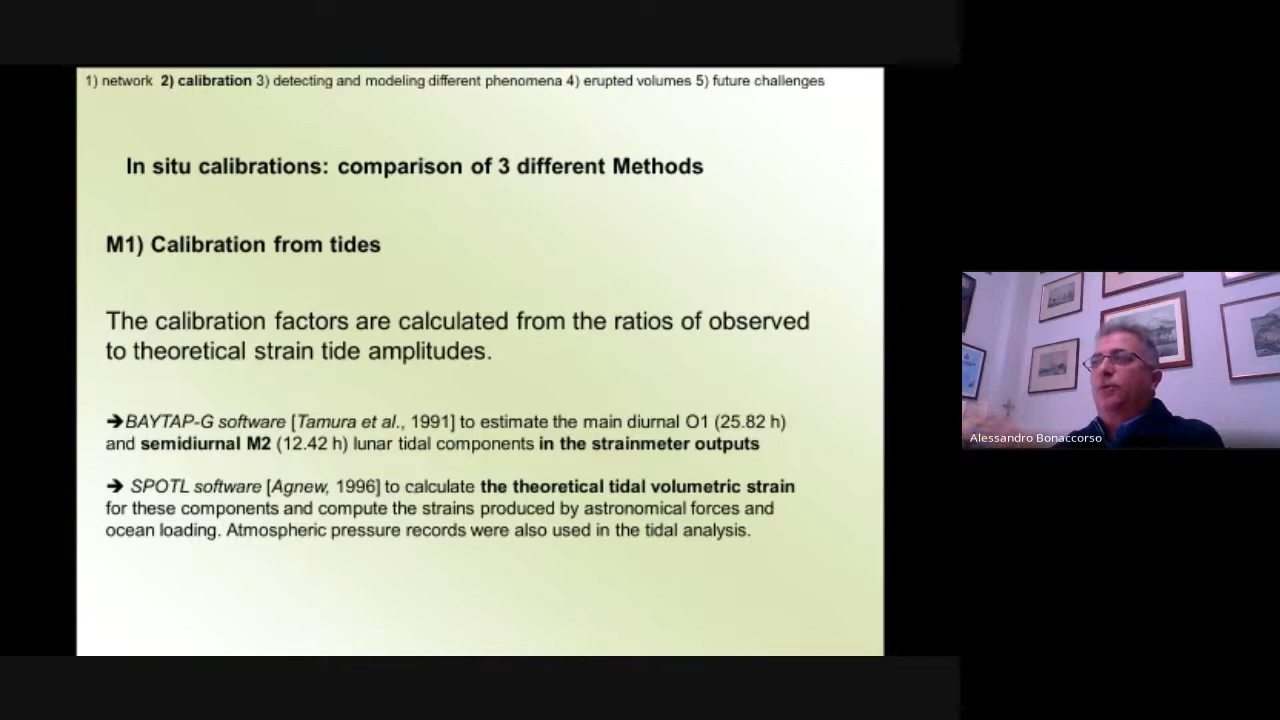 1) network 2) calibration 3) detecting and modeling different phenomena 4) erupted volumes 5) future challenges
In situ calibrations: comparison of 3 different Methods
M1) Calibration from tides
The calibration factors are calculated from the ratios of observed
to theoretical strain tide amplitudes.
➔BAYTAP-G software [Tamura et al., 1991] to estimate the main diurnal O1 (25.82 h)
and semidiurnal M2 (12.42 h) lunar tidal components in the strainmeter outputs
➔ SPOTL software [Agnew, 1996] to calculate the theoretical tidal volumetric strain
for these components and compute the strains produced by astronomical forces and
ocean loading. Atmospheric pressure records were also used in the tidal analysis.
Alessandro Bonaccorso